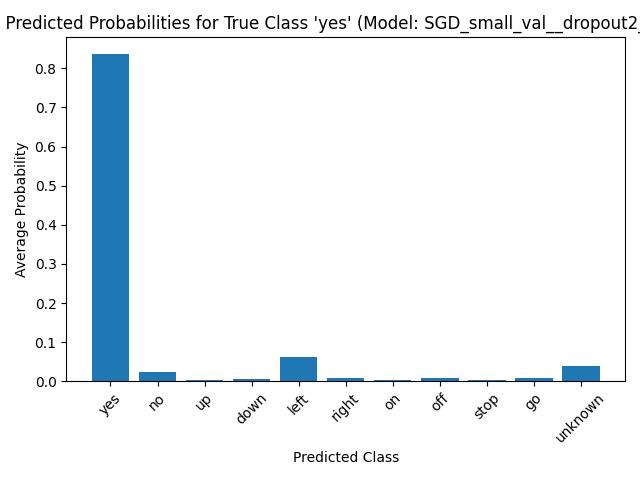 Predicted Probabilities for True Class 'yes' (Model: SGD_small_val__dropout2_
0.8
0.7
0.6
0.5
0.4
0.3
0.2
0.1
0.0
Average Probability
yes
no
up
down
left
right
on
off
stop
go
unknown
Predicted Class